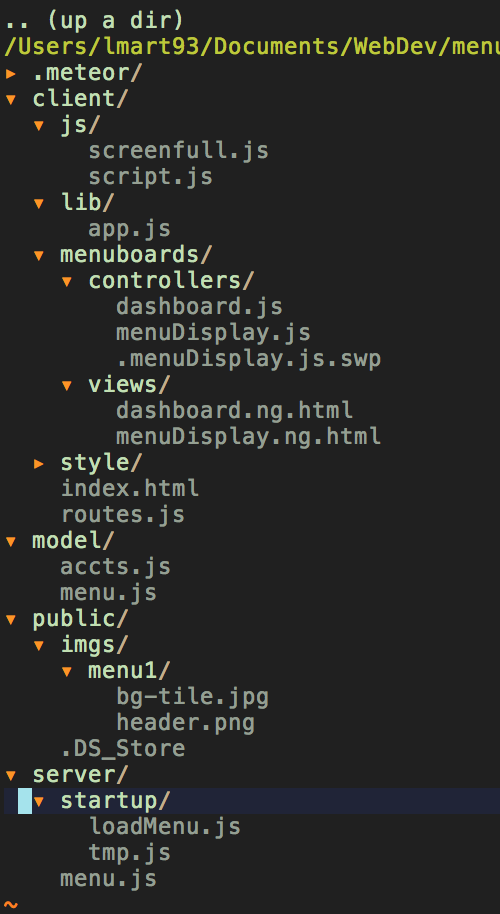 .. (up a dir)
/Users/lmart93/Documents/WebDev/menu
▸ .meteor/
▾ client/
▾ js/
screenfull.js
script.js
▾ lib/
app.js
▾ menuboards/
▾ controllers/
dashboard.js
menuDisplay.js
.menuDisplay.js.swp
▾ views/
dashboard.ng.html
menuDisplay.ng.html
▸ style/
index.html
routes.js
▾ model/
accts.js
menu.js
▾ public/
▾ imgs/
▾ menu1/
bg-tile.jpg
header.png
.DS_Store
▾ server/
▾ startup/
loadMenu.js
tmp.js
menu.js
~